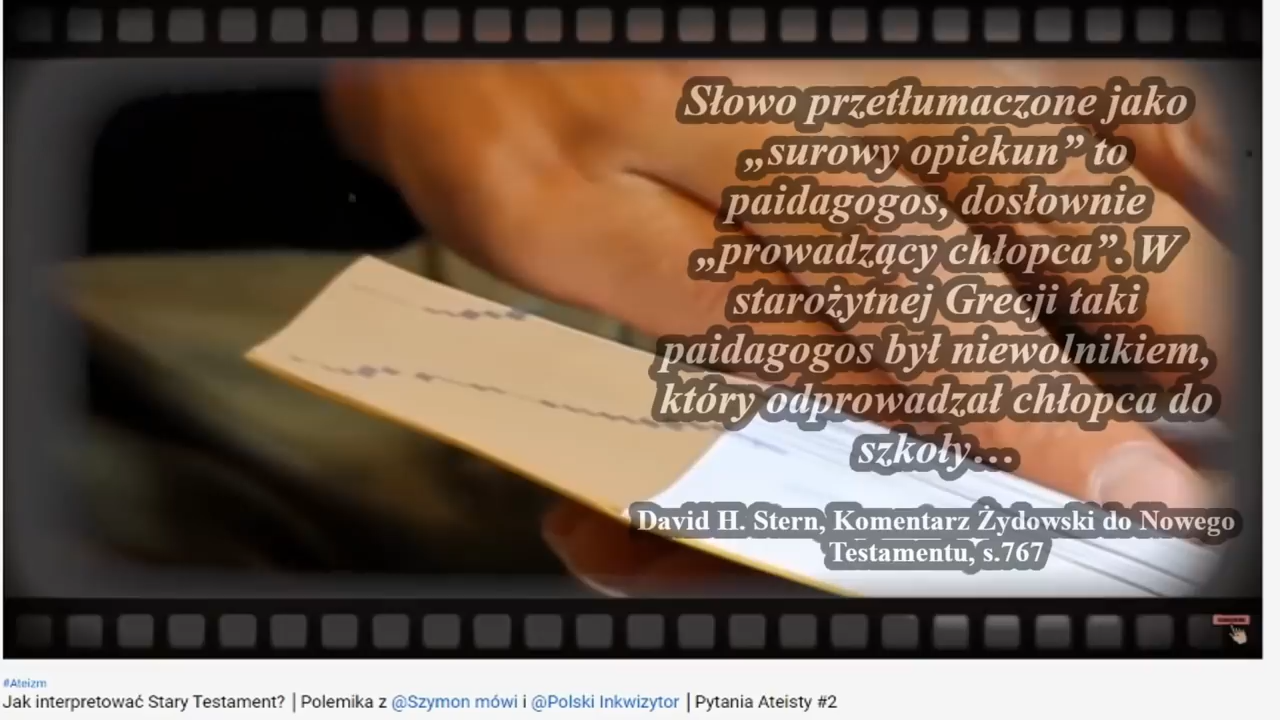 Słowo przetłumaczone jako
„surowy opiekun” to
paidagogos, dosłownie
„prowadzący chłopca”. W
starożytnej Grecji taki
paidagogos był niewolnikiem,
który odprowadzał chłopca do
szkoły...
David H. Stern, Komentarz Żydowski do Nowego
Testamentu, s.767
#Ateizm
Jak interpretować Stary Testament? | Polemika z @Szymon mówi i @Polski Inkwizytor | Pytania Ateisty #2